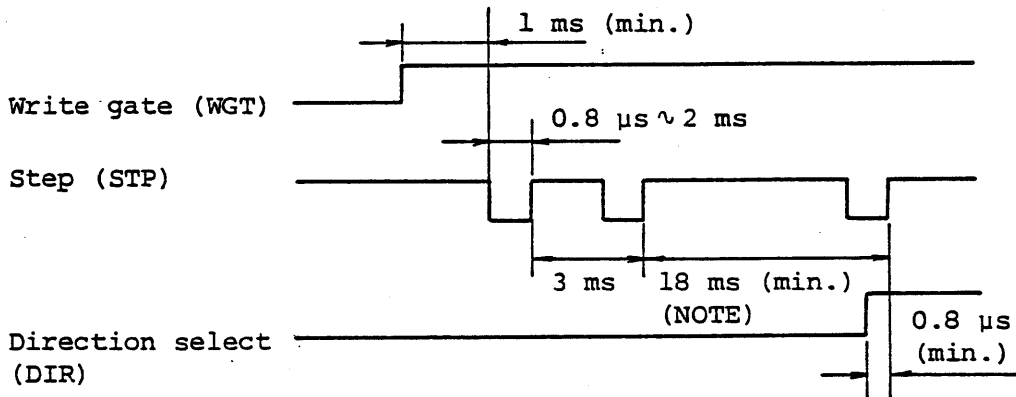 1 ms (min.)
Write gate (WGT)
0.8 μs ~ 2 ms
Step (STP)
3 ms
18 ms (min.)
(NOTE)
Direction select
(DIR)
0.8 μs
(min.)